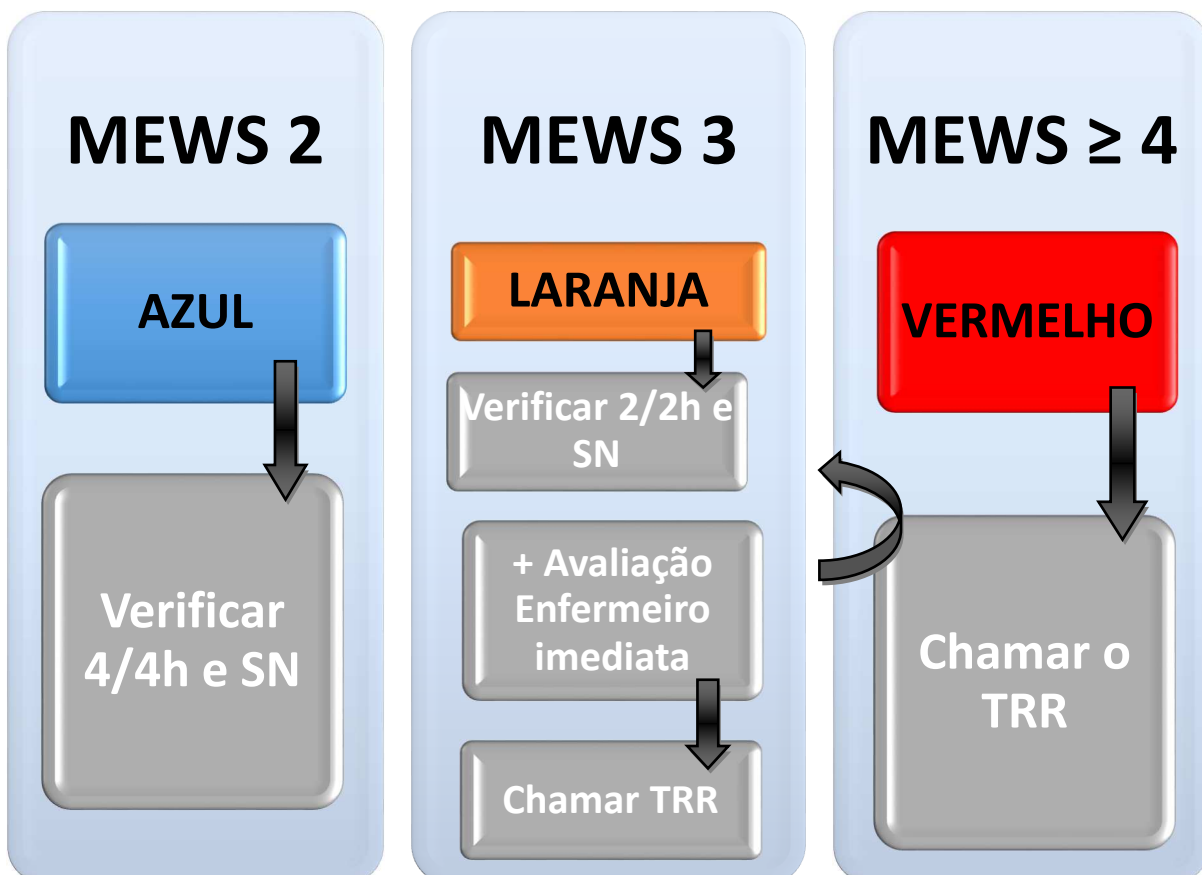 MEWS 2
AZUL
Verificar
4/4h e SN
MEWS 3
LARANJA
Verificar 2/2h e
SN
+ Avaliação
Enfermeiro
imediata
Chamar TRR
MEWS ≥ 4
VERMELHO
Chamar o
TRR